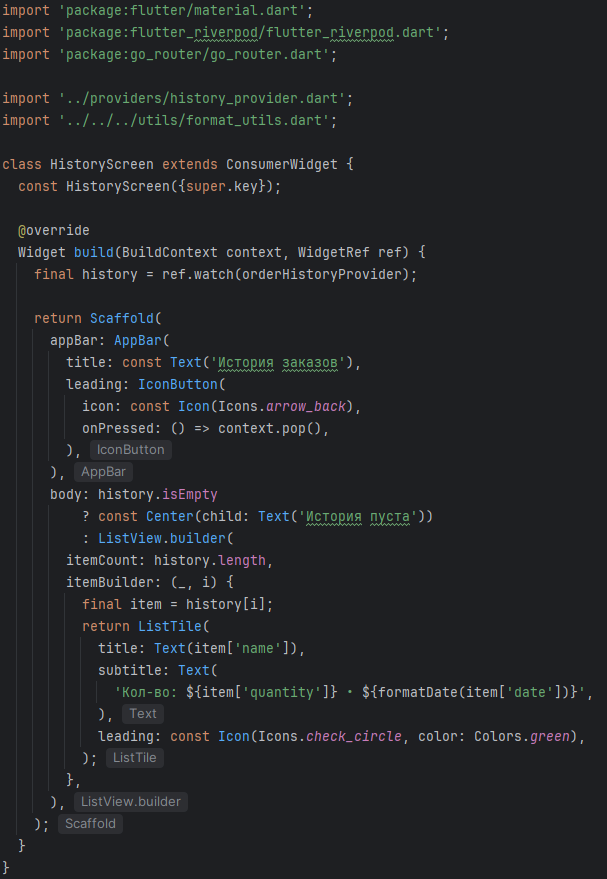 import 'package:flutter/material.dart';
import 'package:flutter_riverpod/flutter_riverpod.dart';
import 'package:go_router/go_router.dart';

import '../providers/history_provider.dart';
import '../../../utils/format_utils.dart';

class HistoryScreen extends ConsumerWidget {
  const HistoryScreen({super.key});

  @override
  Widget build(BuildContext context, WidgetRef ref) {
    final history = ref.watch(orderHistoryProvider);

    return Scaffold(
      appBar: AppBar(
        title: const Text('История заказов'),
        leading: IconButton(
          icon: const Icon(Icons.arrow_back),
          onPressed: () => context.pop(),
        ), IconButton
      ), AppBar
      body: history.isEmpty
          ? const Center(child: Text('История пуста'))
          : ListView.builder(
        itemCount: history.length,
        itemBuilder: (_, i) {
          final item = history[i];
          return ListTile(
            title: Text(item['name']),
            subtitle: Text(
              'Кол-во: ${item['quantity']} • ${formatDate(item['date'])}',
            ), Text
            leading: const Icon(Icons.check_circle, color: Colors.green),
          ); ListTile
        },
      ), ListView.builder
    ); Scaffold
  }
}